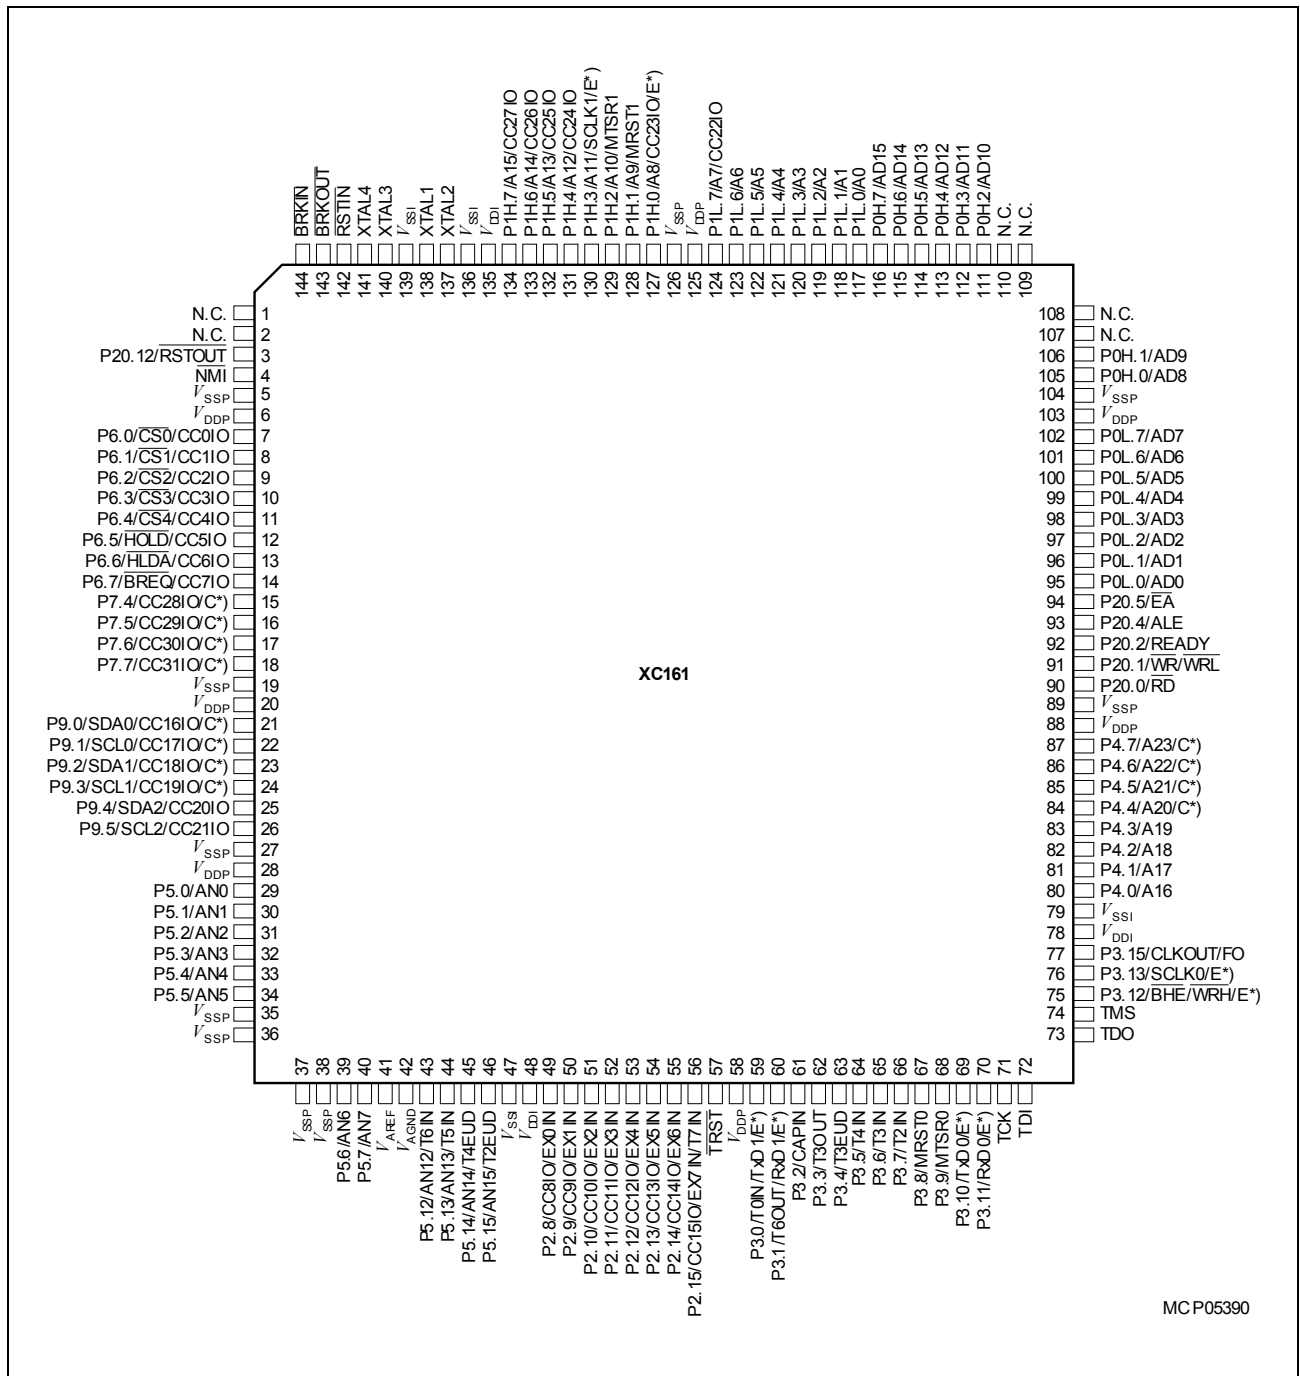 BRKIN
BRKOUT
RSTIN
XTAL4
XTAL3
VSSI
XTAL1
XTAL2
VSSI
VDDI
P1H.7/A15/CC27IO
P1H.6/A14/CC26IO
P1H.5/A13/CC25IO
P1H.4/A12/CC24IO
P1H.3/A11/SCLK1/E*)
P1H.2/A10/MTSR1
P1H.1/A9/MRST1
P1H.0/A8/CC23IO/E*)
VSSP
VDDP
P1L.7/A7/CC22IO
P1L.6/A6
P1L.5/A5
P1L.4/A4
P1L.3/A3
P1L.2/A2
P1L.1/A1
P1L.0/A0
P0H.7/AD15
P0H.6/AD14
P0H.5/AD13
P0H.4/AD12
P0H.3/AD11
P0H.2/AD10
N.C.
N.C.
144
143
142
141
140
139
138
137
136
135
134
133
132
131
130
129
128
127
126
125
124
123
122
121
120
119
118
117
116
115
114
113
112
111
110
109
N.C. 1
N.C. 2
P20.12/RSTOUT 3
NMI 4
VSSP 5
VDDP 6
P6.0/CS0/CC0IO 7
P6.1/CS1/CC1IO 8
P6.2/CS2/CC2IO 9
P6.3/CS3/CC3IO 10
P6.4/CS4/CC4IO 11
P6.5/HOLD/CC5IO 12
P6.6/HLDA/CC6IO 13
P6.7/BREQ/CC7IO 14
P7.4/CC28IO/C*) 15
P7.5/CC29IO/C*) 16
P7.6/CC30IO/C*) 17
P7.7/CC31IO/C*) 18
VSSP 19
VDDP 20
P9.0/SDA0/CC16IO/C*) 21
P9.1/SCL0/CC17IO/C*) 22
P9.2/SDA1/CC18IO/C*) 23
P9.3/SCL1/CC19IO/C*) 24
P9.4/SDA2/CC20IO 25
P9.5/SCL2/CC21IO 26
VSSP 27
VDDP 28
P5.0/AN0 29
P5.1/AN1 30
P5.2/AN2 31
P5.3/AN3 32
P5.4/AN4 33
P5.5/AN5 34
VSSP 35
VSSP 36
XC161
108 N.C.
107 N.C.
106 P0H.1/AD9
105 P0H.0/AD8
104 VSSP
103 VDDP
102 P0L.7/AD7
101 P0L.6/AD6
100 P0L.5/AD5
99 P0L.4/AD4
98 P0L.3/AD3
97 P0L.2/AD2
96 P0L.1/AD1
95 P0L.0/AD0
94 P20.5/EA
93 P20.4/ALE
92 P20.2/READY
91 P20.1/WR/WRL
90 P20.0/RD
89 VSSP
88 VDDP
87 P4.7/A23/C*)
86 P4.6/A22/C*)
85 P4.5/A21/C*)
84 P4.4/A20/C*)
83 P4.3/A19
82 P4.2/A18
81 P4.1/A17
80 P4.0/A16
79 VSSI
78 VDDI
77 P3.15/CLKOUT/FO
76 P3.13/SCLK0/E*)
75 P3.12/BHE/WRH/E*)
74 TMS
73 TDO
37
38
39
40
41
42
43
44
45
46
47
48
49
50
51
52
53
54
55
56
57
58
59
60
61
62
63
64
65
66
67
68
69
70
71
72
VSSP
VSSP
P5.6/AN6
P5.7/AN7
VAREF
VAGND
P5.12/AN12/T6IN
P5.13/AN13/T5IN
P5.14/AN14/T4EUD
P5.15/AN15/T2EUD
VSSI
VDDI
P2.8/CC8IO/EX0IN
P2.9/CC9IO/EX1IN
P2.10/CC10IO/EX2IN
P2.11/CC11IO/EX3IN
P2.12/CC12IO/EX4IN
P2.13/CC13IO/EX5IN
P2.14/CC14IO/EX6IN
P2.15/CC15IO/EX7IN/T7IN
TRST
VDDP
P3.0/T0IN/TxD1/E*)
P3.1/T6OUT/RxD1/E*)
P3.2/CAPIN
P3.3/T3OUT
P3.4/T3EUD
P3.5/T4IN
P3.6/T3IN
P3.7/T2IN
P3.8/MRST0
P3.9/MTSR0
P3.10/TxD0/E*)
P3.11/RxD0/E*)
TCK
TDI
MCP05390